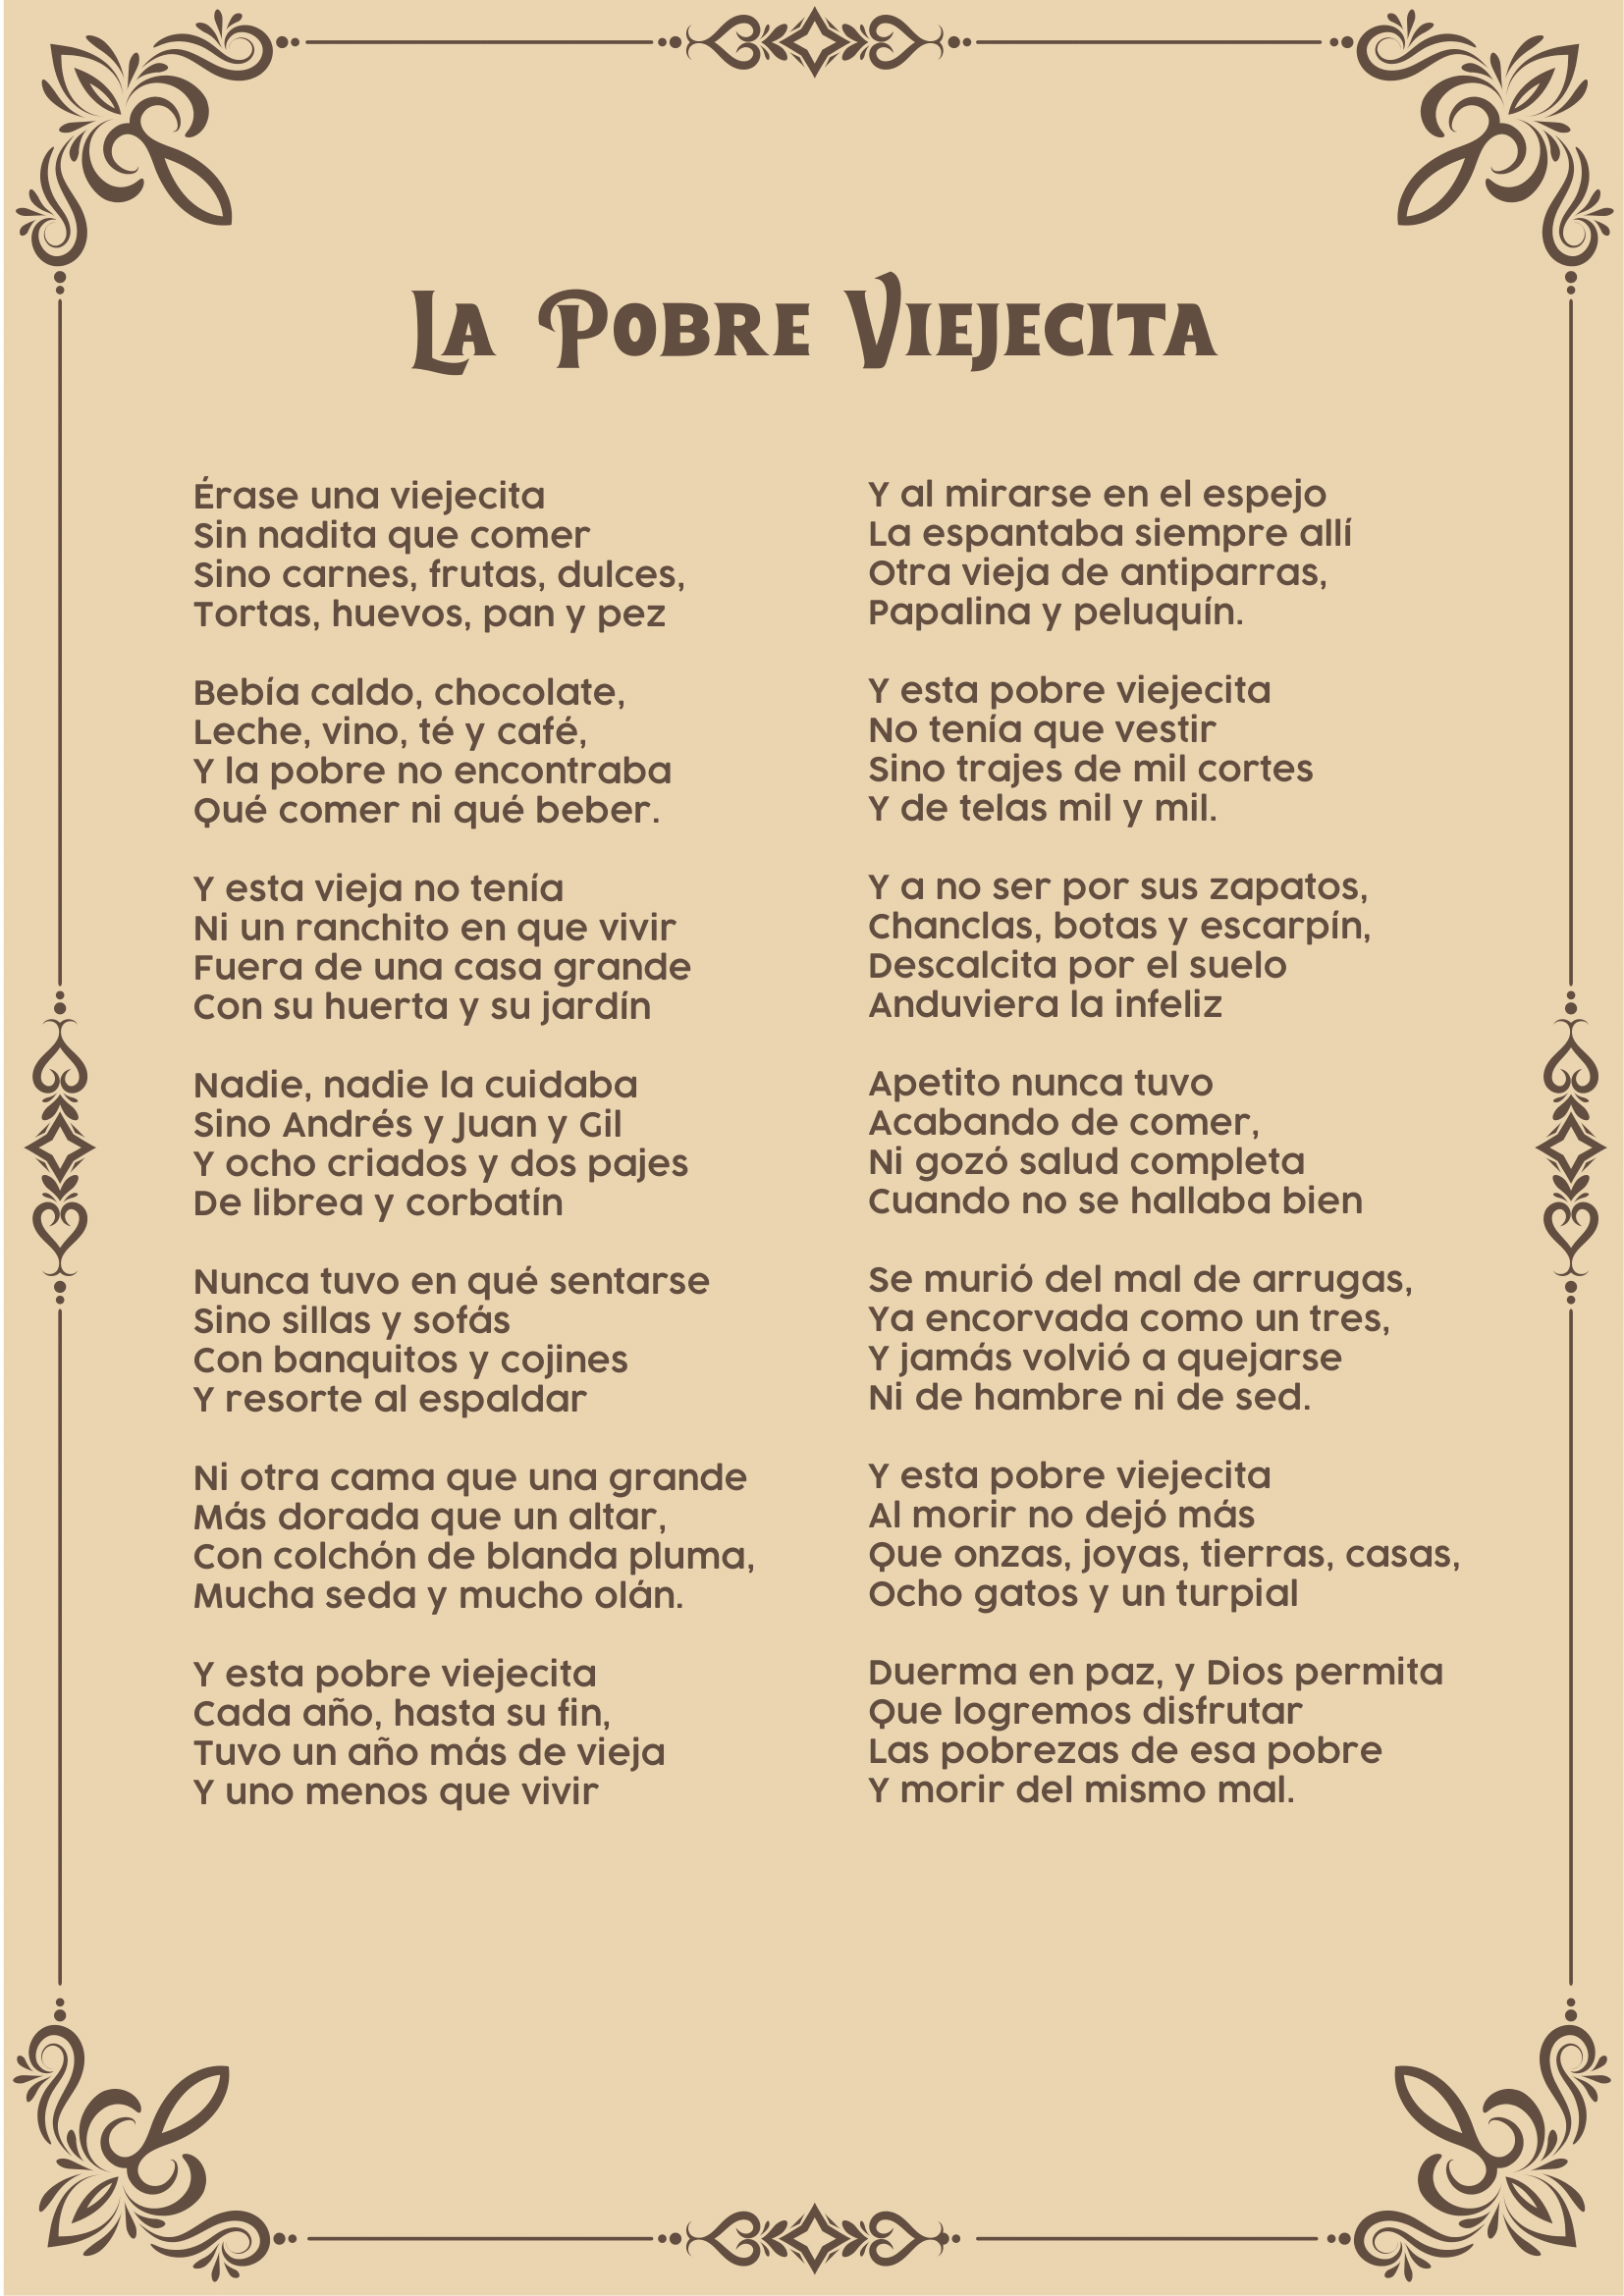 La Pobre Viejecita
Érase una viejecita
Sin nadita que comer
Sino carnes, frutas, dulces,
Tortas, huevos, pan y pez
Bebía caldo, chocolate,
Leche, vino, té y café,
Y la pobre no encontraba
Qué comer ni qué beber.
Y esta vieja no tenía
Ni un ranchito en que vivir
Fuera de una casa grande
Con su huerta y su jardín
Nadie, nadie la cuidaba
Sino Andrés y Juan y Gil
Y ocho criados y dos pajes
De librea y corbatín
Nunca tuvo en qué sentarse
Sino sillas y sofás
Con banquitos y cojines
Y resorte al espaldar
Ni otra cama que una grande
Más dorada que un altar,
Con colchón de blanda pluma,
Mucha seda y mucho olán.
Y esta pobre viejecita
Cada año, hasta su fin,
Tuvo un año más de vieja
Y uno menos que vivir
Y al mirarse en el espejo
La espantaba siempre allí
Otra vieja de antiparras,
Papalina y peluquín.
Y esta pobre viejecita
No tenía que vestir
Sino trajes de mil cortes
Y de telas mil y mil.
Y a no ser por sus zapatos,
Chanclas, botas y escarpín,
Descalcita por el suelo
Anduviera la infeliz
Apetito nunca tuvo
Acabando de comer,
Ni gozó salud completa
Cuando no se hallaba bien
Se murió del mal de arrugas,
Ya encorvada como un tres,
Y jamás volvió a quejarse
Ni de hambre ni de sed.
Y esta pobre viejecita
Al morir no dejó más
Que onzas, joyas, tierras, casas,
Ocho gatos y un turpial
Duerma en paz, y Dios permita
Que logremos disfrutar
Las pobrezas de esa pobre
Y morir del mismo mal.